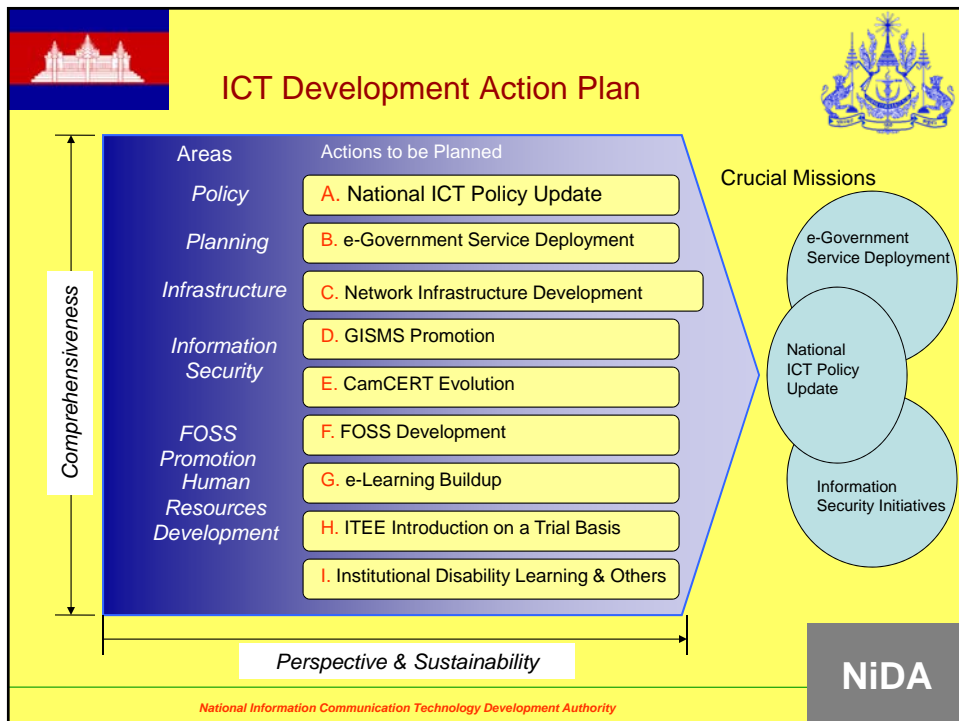 ICT Development Action Plan
Areas
Actions to be Planned
Policy
A. National ICT Policy Update
Planning
B. e-Government Service Deployment
Infrastructure
C. Network Infrastructure Development
Information
Security
D. GISMS Promotion
E. CamCERT Evolution
FOSS
Promotion
F. FOSS Development
Human
Resources
Development
G. e-Learning Buildup
H. ITEE Introduction on a Trial Basis
I. Institutional Disability Learning & Others
Comprehensiveness
Perspective & Sustainability
Crucial Missions
e-Government
Service Deployment
National
ICT Policy
Update
Information
Security Initiatives
NiDA
National Information Communication Technology Development Authority